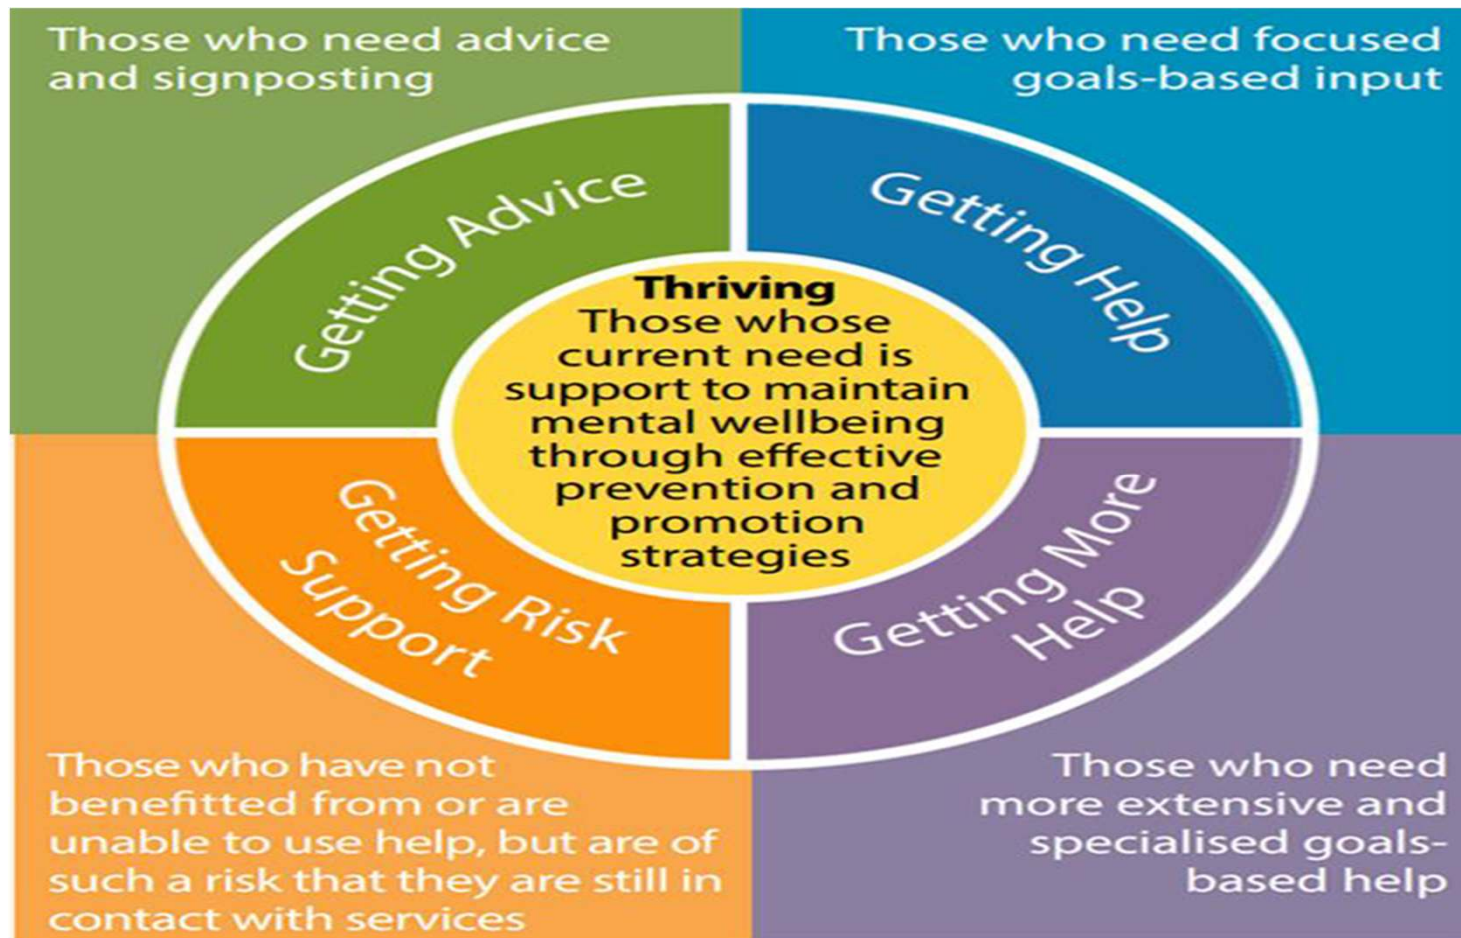 Those who need advice
and signposting
Those who need focused
goals-based input
Getting Advice
Getting Help
Thriving
Those whose
current need is
support to maintain
mental wellbeing
through effective
prevention and
promotion
strategies
Getting Risk
Support
Getting More
Help
Those who have not
benefitted from or are
unable to use help, but are of
such a risk that they are still in
contact with services
Those who need
more extensive and
specialised goals-
based help